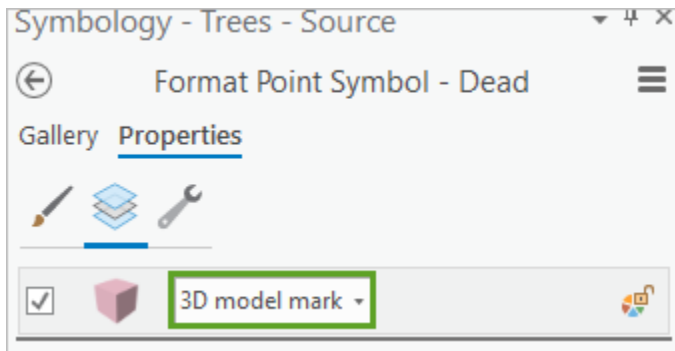 Symbology - Trees - Source
Format Point Symbol - Dead
Gallery Properties
3D model mark